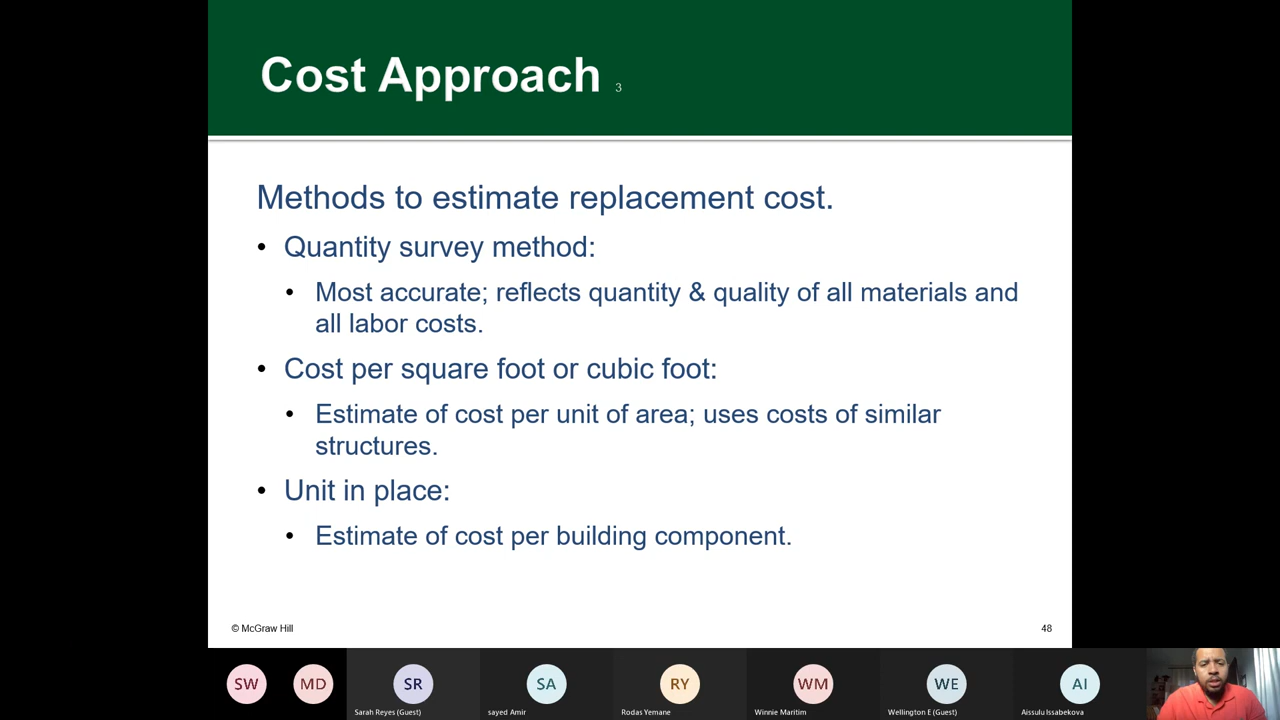 Cost Approach 3
Methods to estimate replacement cost.
• Quantity survey method:
• Most accurate; reflects quantity & quality of all materials and
all labor costs.
• Cost per square foot or cubic foot:
• Estimate of cost per unit of area; uses costs of similar
structures.
• Unit in place:
• Estimate of cost per building component.
© McGraw Hill
48
SW
MD
SR
SA
RY
WM
WE
AI
Sarah Reyes (Guest)
sayed Amir
Rodas Yemane
Winnie Maritim
Wellington E (Guest)
Aissulu Issabekova